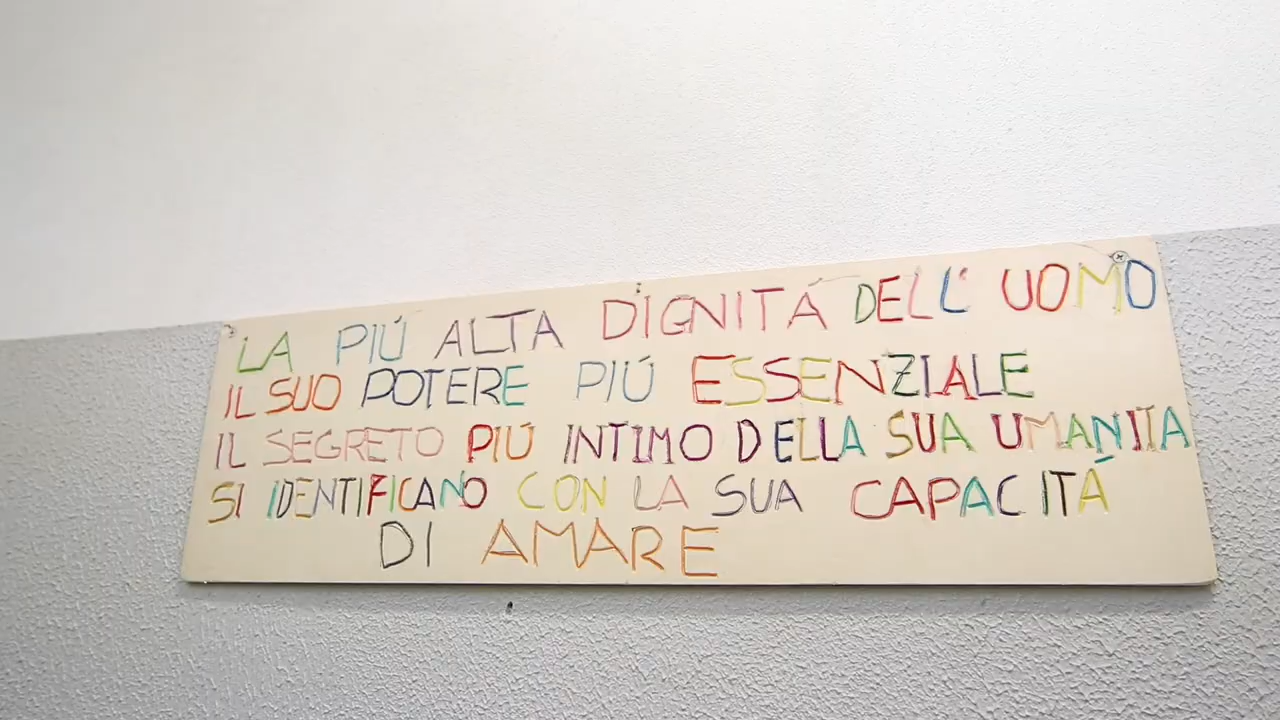 LA PIÚ ALTA DIGNITÁ DELL' UOMO
IL SUO POTERE PIÚ ESSENZIALE
IL SEGRETO PIÚ INTIMO DELLA SUA UMANITA
SI IDENTIFICANO CON LA SUA CAPACITÁ
DI AMARE